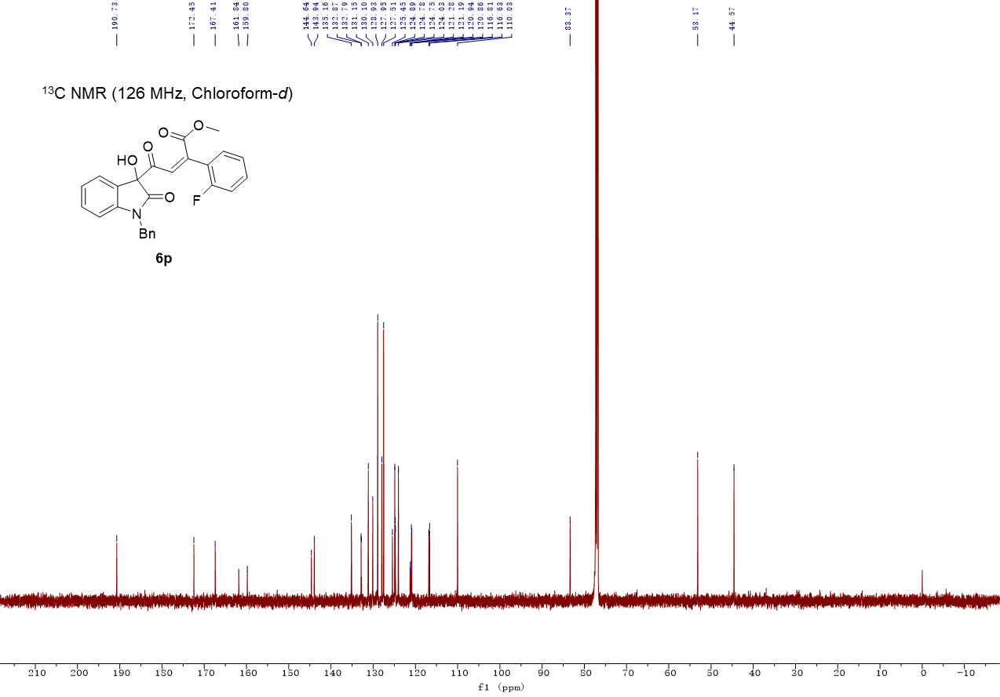 190.73
172.45
167.41
161.84
159.80
144.64
143.94
135.16
132.87
132.79
131.15
130.10
128.93
127.95
127.51
125.45
124.89
124.78
124.75
124.03
121.28
121.19
120.94
120.86
116.81
116.63
110.03
83.37
53.17
44.57
13C NMR (126 MHz, Chloroform-d)
O
O
O
HO
O
F
N
Bn
6p
210 200 190 180 170 160 150 140 130 120 110 100 90 80 70 60 50 40 30 20 10 0 -10
f1 (ppm)